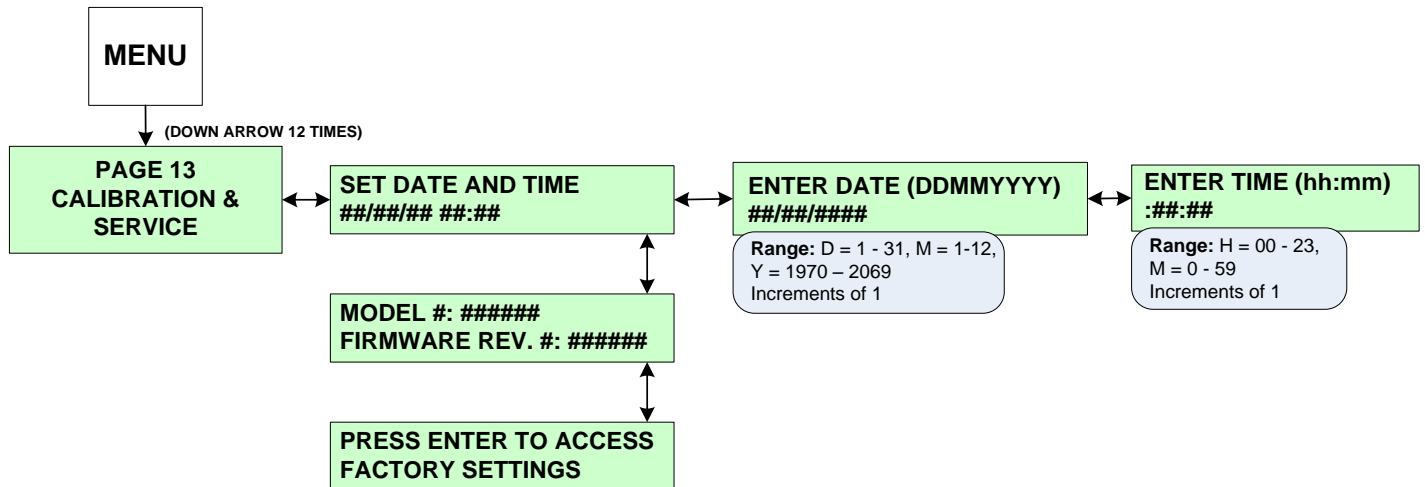 MENU
(DOWN ARROW 12 TIMES)
PAGE 13
CALIBRATION &
SERVICE
SET DATE AND TIME
##/##/## ##:##
ENTER DATE (DDMMYYYY)
##/##/####
Range: D = 1 - 31, M = 1-12,
Y = 1970 – 2069
Increments of 1
ENTER TIME (hh:mm)
:##:##
Range: H = 00 - 23,
M = 0 - 59
Increments of 1
MODEL #: ######
FIRMWARE REV. #: ######
PRESS ENTER TO ACCESS
FACTORY SETTINGS